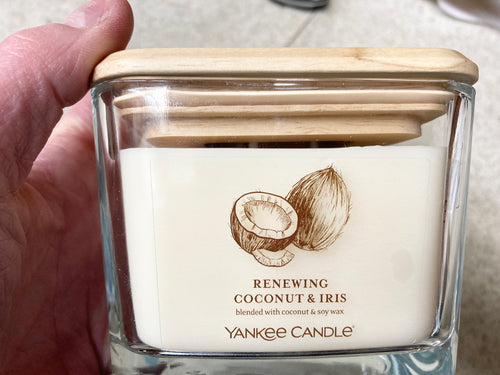 RENEWING
COCONUT & IRIS
blended with coconut & soy wax
YANKEE CANDLE®